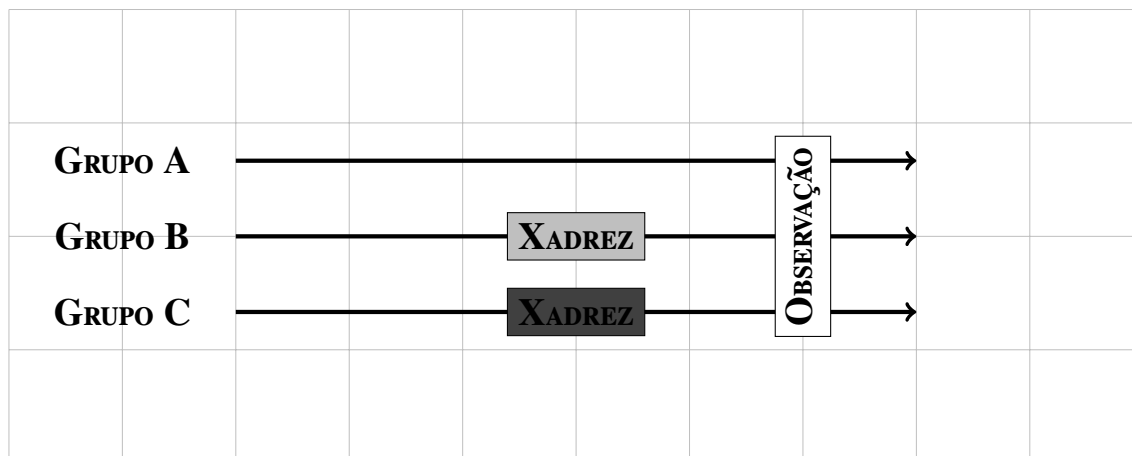 Grupo A
Grupo B
Xadrez
Grupo C
Xadrez
Observação